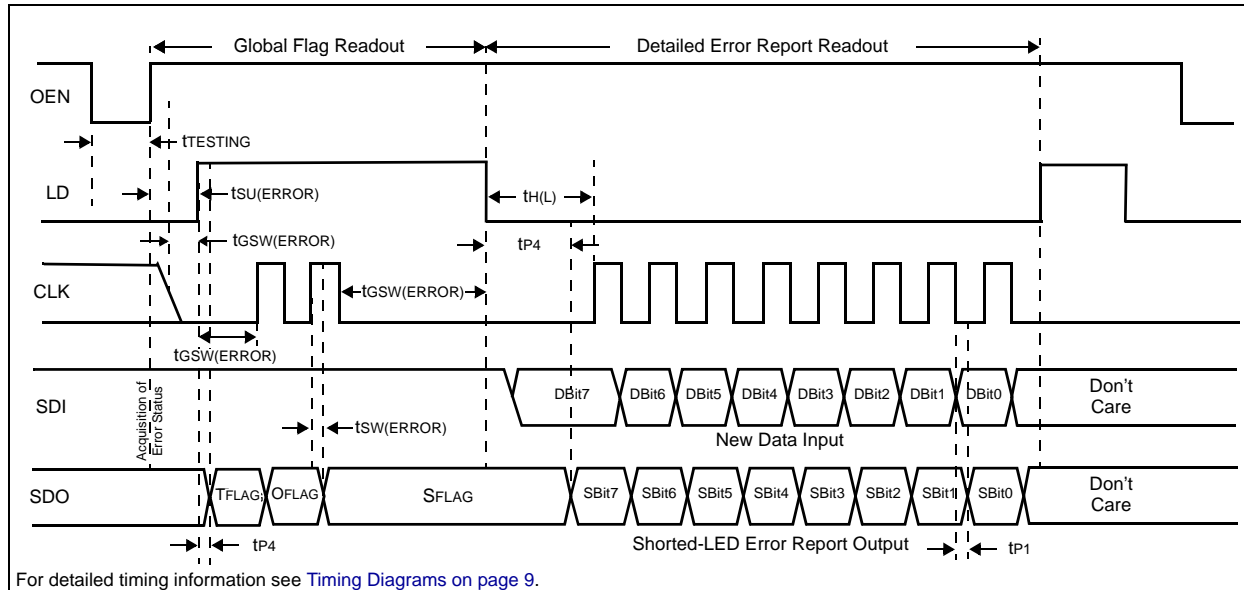 Global Flag Readout
Detailed Error Report Readout
OEN
tTESTING
LD
tSU(ERROR)
tH(L)
tGSW(ERROR)
tP4
CLK
tGSW(ERROR)
tGSW(ERROR)
Acquisition of
Error Status
SDI
DBit7 DBit6 DBit5 DBit4 DBit3 DBit2 DBit1 DBit0
Don't
Care
New Data Input
tSW(ERROR)
SDO
TFLAG; OFLAG SFLAG
SBit7 SBit6 SBit5 SBit4 SBit3 SBit2 SBit1 SBit0
Don't
Care
tP4
Shorted-LED Error Report Output
tP1
For detailed timing information see Timing Diagrams on page 9.